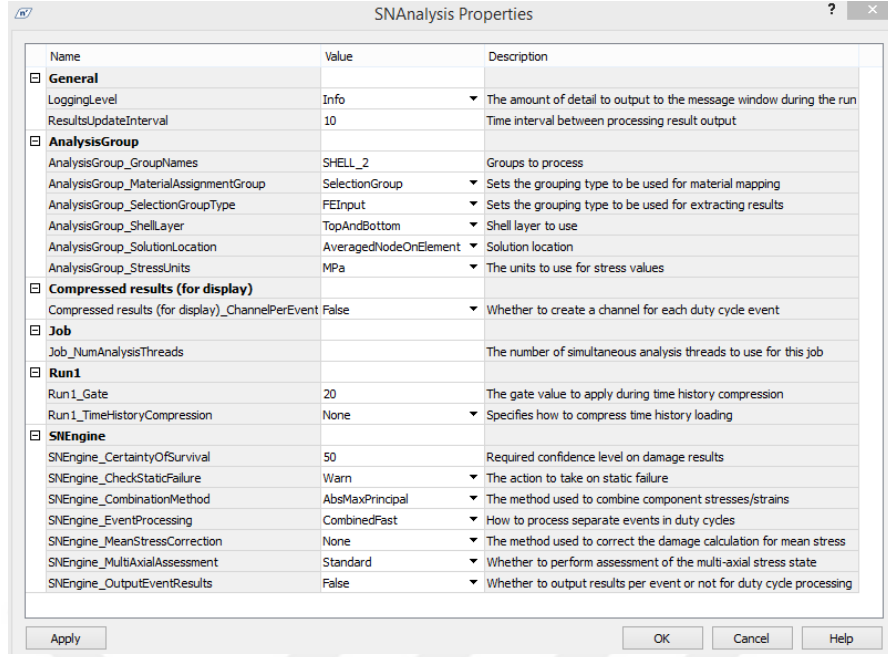 SNAnalysis Properties ? ×
Name Value Description
General
LoggingLevel Info The amount of detail to output to the message window during the run
ResultsUpdateInterval 10 Time interval between processing result output
AnalysisGroup
AnalysisGroup_GroupNames SHELL_2 Groups to process
AnalysisGroup_MaterialAssignmentGroup SelectionGroup Sets the grouping type to be used for material mapping
AnalysisGroup_SelectionGroupType FEInput Sets the grouping type to be used for extracting results
AnalysisGroup_ShellLayer TopAndBottom Shell layer to use
AnalysisGroup_SolutionLocation AveragedNodeOnElement Solution location
AnalysisGroup_StressUnits MPa The units to use for stress values
Compressed results (for display)
Compressed results (for display)_ChannelPerEvent False Whether to create a channel for each duty cycle event
Job
Job_NumAnalysisThreads The number of simultaneous analysis threads to use for this job
Run1
Run1_Gate 20 The gate value to apply during time history compression
Run1_TimeHistoryCompression None Specifies how to compress time history loading
SNEngine
SNEngine_CertaintyOfSurvival 50 Required confidence level on damage results
SNEngine_CheckStaticFailure Warn The action to take on static failure
SNEngine_CombinationMethod AbsMaxPrincipal The method used to combine component stresses/strains
SNEngine_EventProcessing CombinedFast How to process separate events in duty cycles
SNEngine_MeanStressCorrection None The method used to correct the damage calculation for mean stress
SNEngine_MultiAxialAssessment Standard Whether to perform assessment of the multi-axial stress state
SNEngine_OutputEventResults False Whether to output results per event or not for duty cycle processing
Apply OK Cancel Help